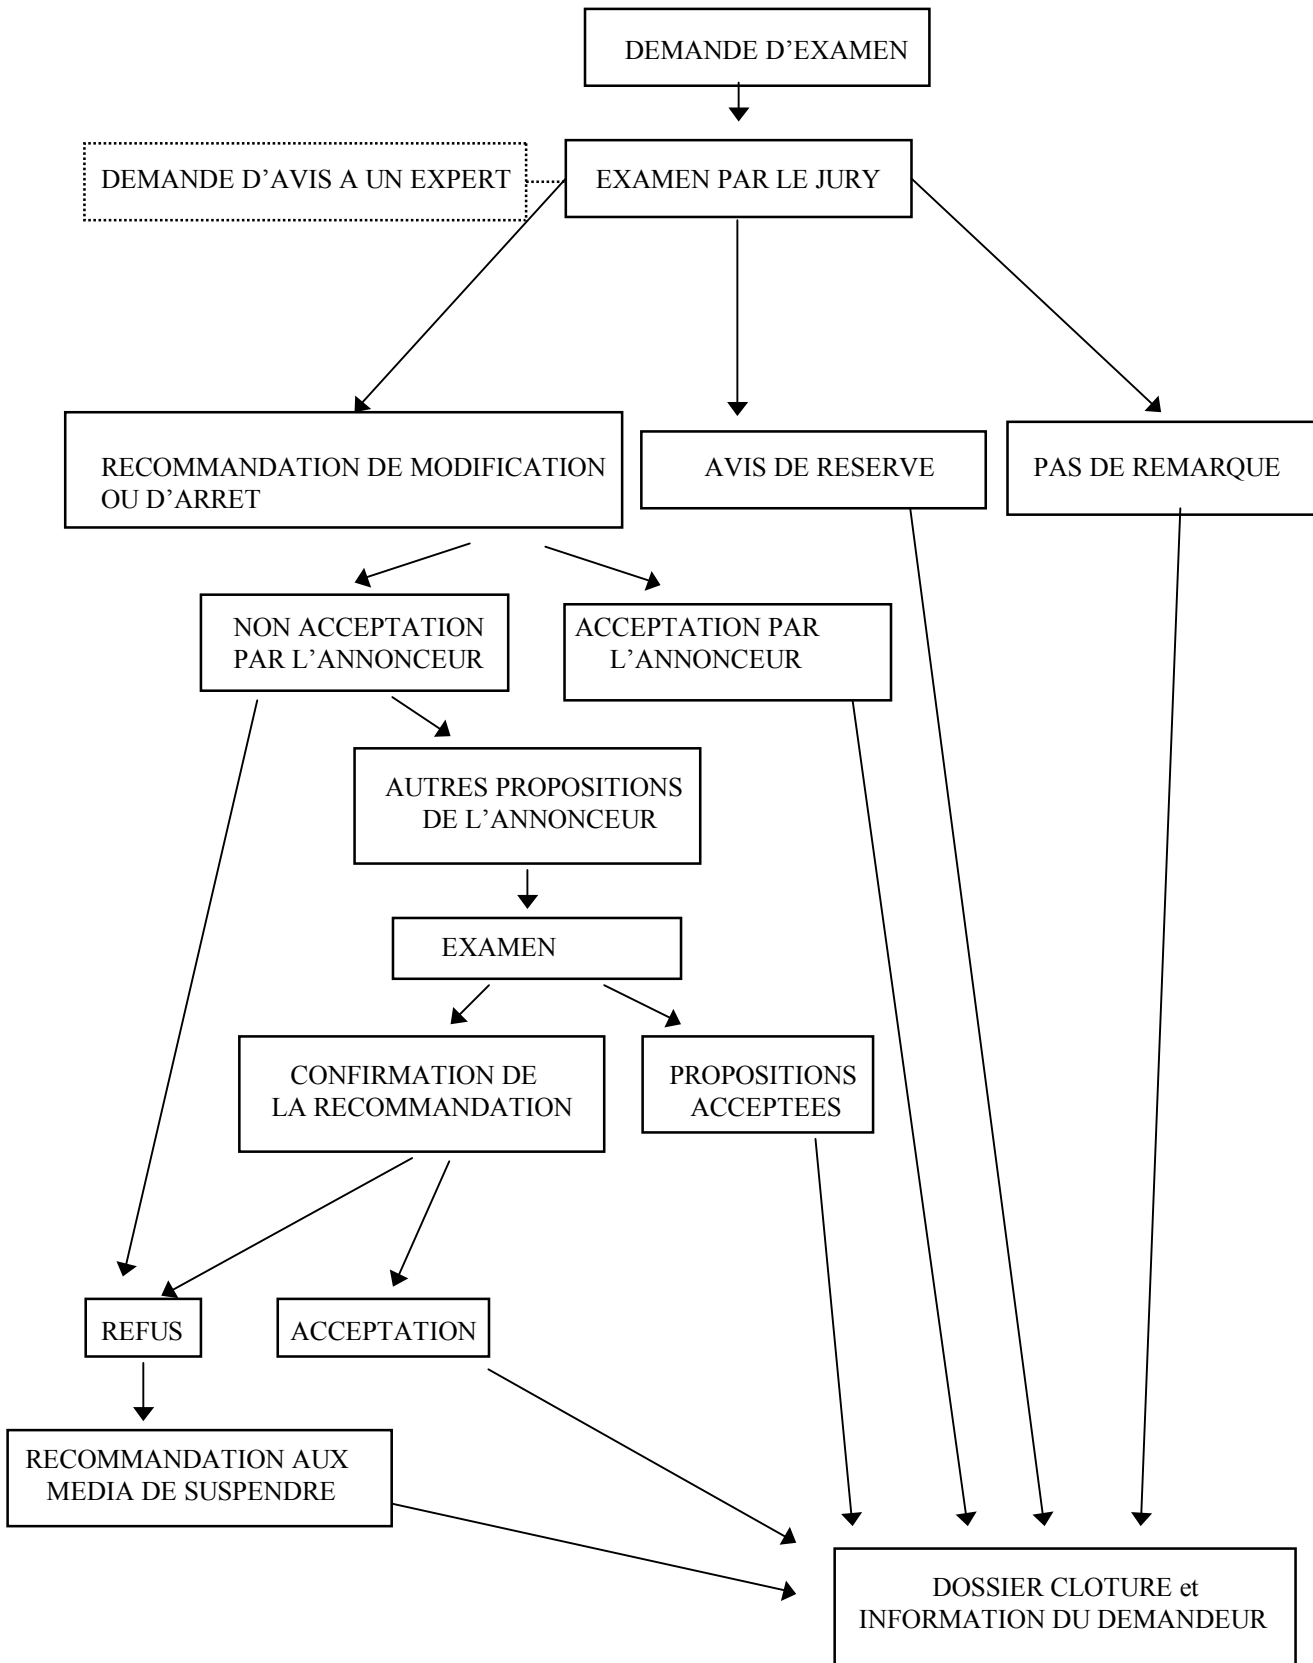 DEMANDE D’EXAMEN
DEMANDE D’AVIS A UN EXPERT
EXAMEN PAR LE JURY
RECOMMANDATION DE MODIFICATION
OU D’ARRET
AVIS DE RESERVE
PAS DE REMARQUE
NON ACCEPTATION
PAR L’ANNONCEUR
ACCEPTATION PAR
L’ANNONCEUR
AUTRES PROPOSITIONS
DE L’ANNONCEUR
EXAMEN
CONFIRMATION DE
LA RECOMMANDATION
PROPOSITIONS
ACCEPTEES
REFUS
ACCEPTATION
RECOMMANDATION AUX
MEDIA DE SUSPENDRE
DOSSIER CLOTURE et
INFORMATION DU DEMANDEUR